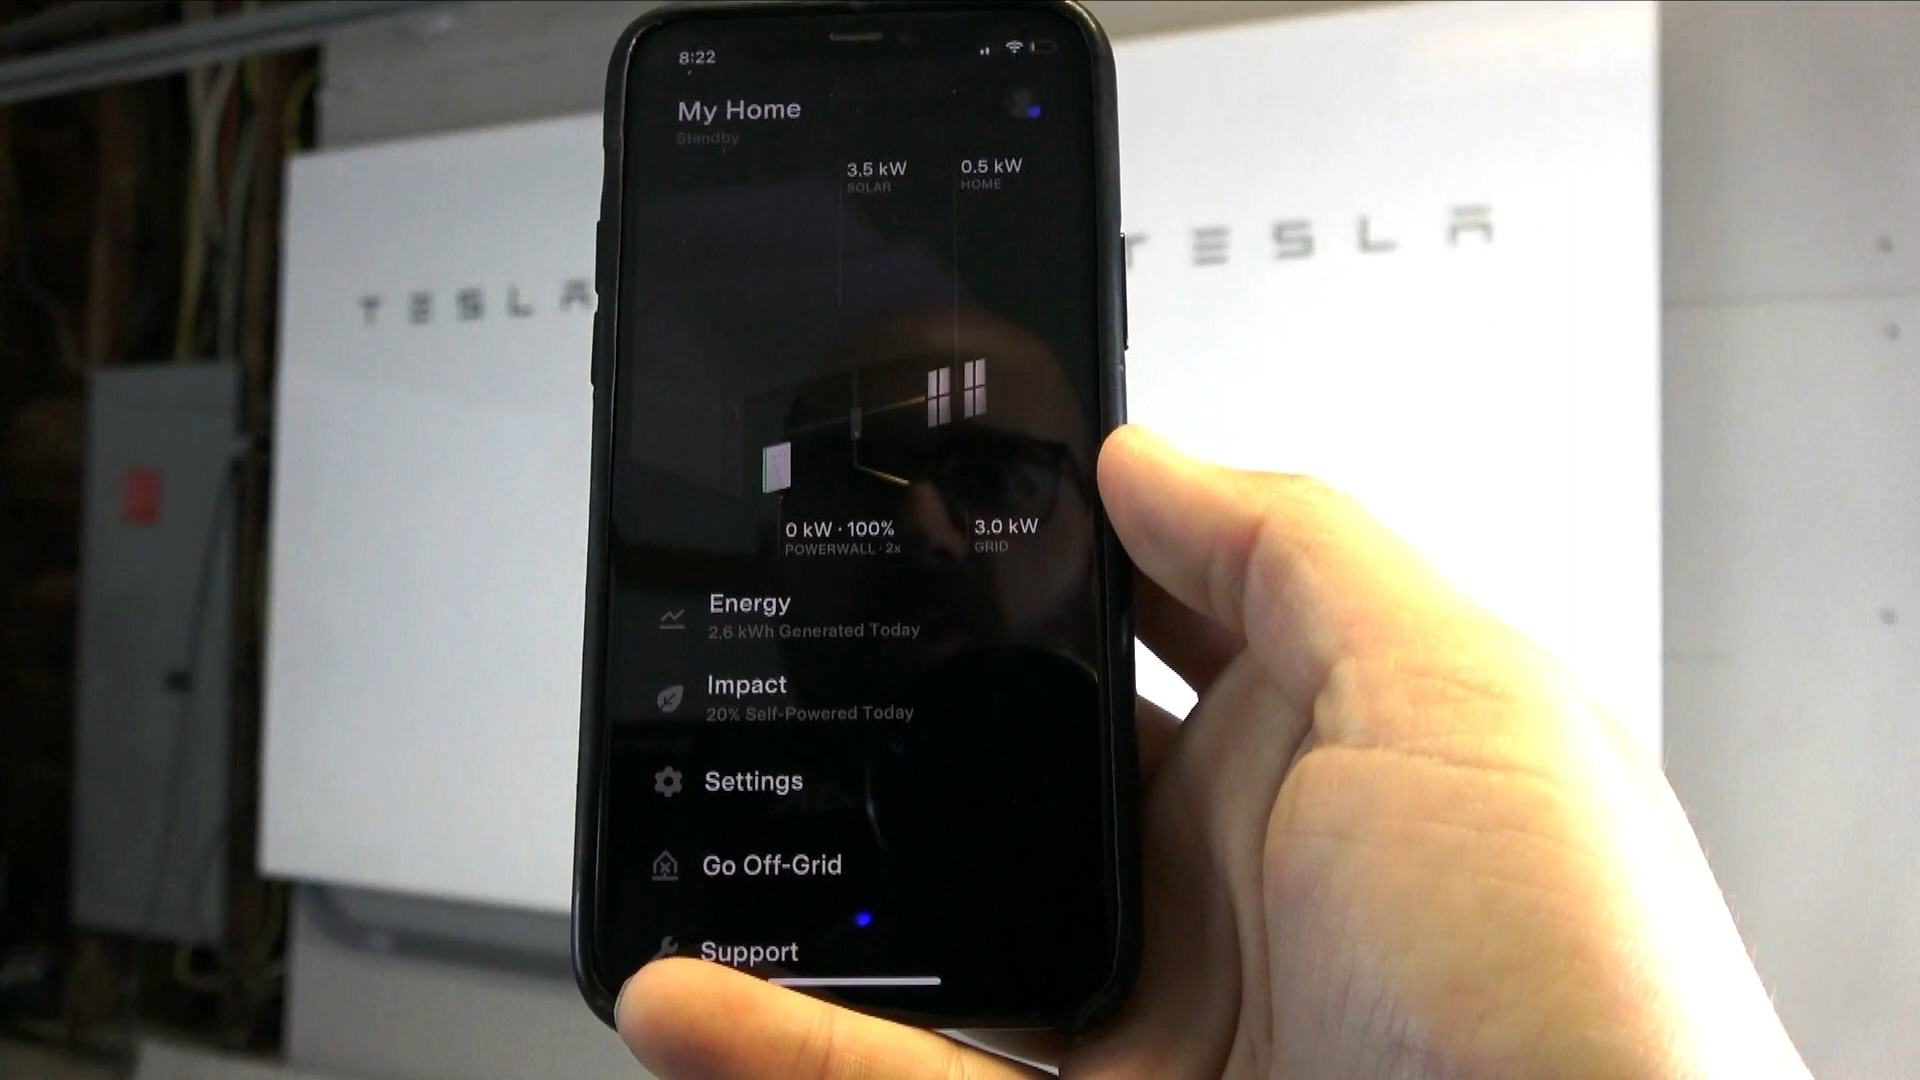 8:22
My Home
Standby
3.5 kW
SOLAR
0.5 kW
HOME
TESLA
TESLA
0 kW · 100%
POWERWALL · 2x
3.0 kW
GRID
Energy
2.6 kWh Generated Today
Impact
20% Self-Powered Today
Settings
Go Off-Grid
Support